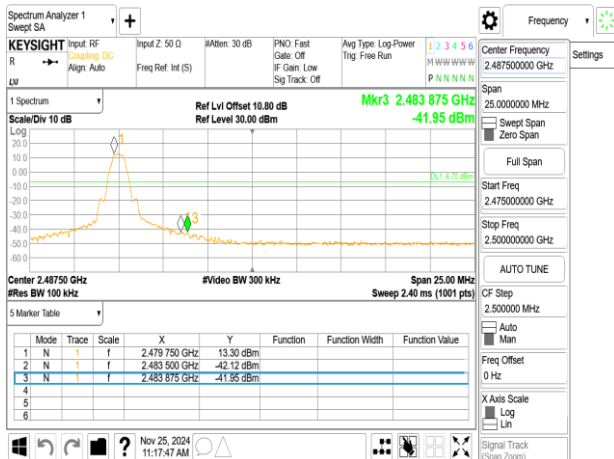 Spectrum Analyzer 1
Swept SA
KEYSIGHT
R
LXI
Input: RF
Coupling: DC
Align: Auto
Input Z: 50 Ω
Freq Ref: Int (S)
#Atten: 30 dB
PNO: Fast
Gate: Off
IF Gain: Low
Sig Track: Off
Avg Type: Log-Power
Trig: Free Run
1 2 3 4 5 6
M W W W W W
P N N N N N
1 Spectrum
Scale/Div 10 dB
Ref Lvl Offset 10.80 dB
Ref Level 30.00 dBm
Mkr3 2.483 875 GHz
-41.95 dBm
Log
20.0
10.0
0.00
-10.0
-20.0
-30.0
-40.0
-50.0
-60.0
1
3
DL1 -6.70 dBm
Center 2.48750 GHz
#Res BW 100 kHz
#Video BW 300 kHz
Span 25.00 MHz
Sweep 2.40 ms (1001 pts)
5 Marker Table
Mode Trace Scale X Y Function Function Width Function Value
1 N 1 f 2.479 750 GHz 13.30 dBm
2 N 1 f 2.483 500 GHz -42.12 dBm
3 N 1 f 2.483 875 GHz -41.95 dBm
4
5
6
?
Nov 25, 2024
11:17:47 AM
Frequency
Center Frequency
2.487500000 GHz
Span
25.0000000 MHz
Swept Span
Zero Span
Full Span
Start Freq
2.475000000 GHz
Stop Freq
2.500000000 GHz
AUTO TUNE
CF Step
2.500000 MHz
Auto
Man
Freq Offset
0 Hz
X Axis Scale
Log
Lin
Signal Track
(Span Zoom)
Settings